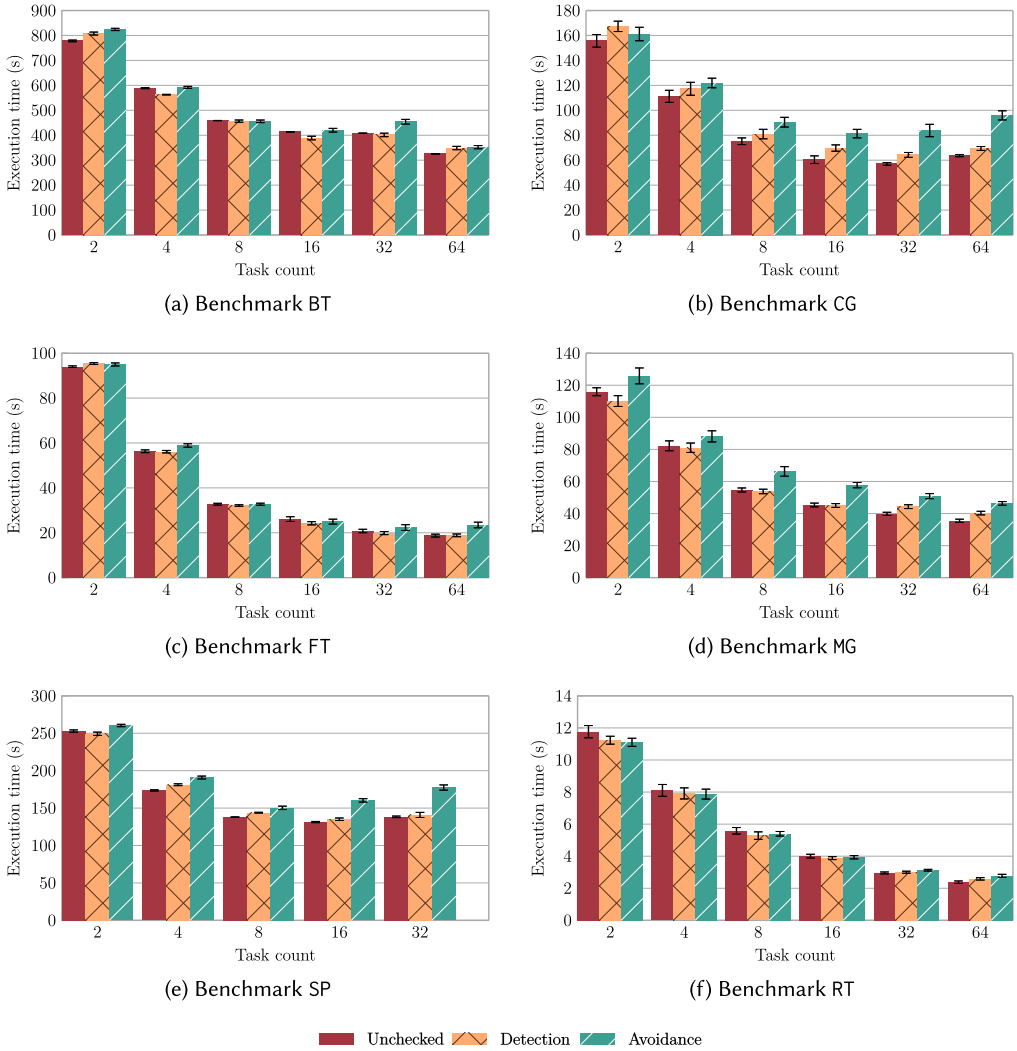 900
800
700
600
500
400
300
200
100
0
Execution time (s)
2 4 8 16 32 64
Task count
(a) Benchmark BT
180
160
140
120
100
80
60
40
20
0
Execution time (s)
2 4 8 16 32 64
Task count
(b) Benchmark CG
100
80
60
40
20
0
Execution time (s)
2 4 8 16 32 64
Task count
(c) Benchmark FT
140
120
100
80
60
40
20
0
Execution time (s)
2 4 8 16 32 64
Task count
(d) Benchmark MG
300
250
200
150
100
50
0
Execution time (s)
2 4 8 16 32
Task count
(e) Benchmark SP
14
12
10
8
6
4
2
0
Execution time (s)
2 4 8 16 32 64
Task count
(f) Benchmark RT
Unchecked Detection Avoidance